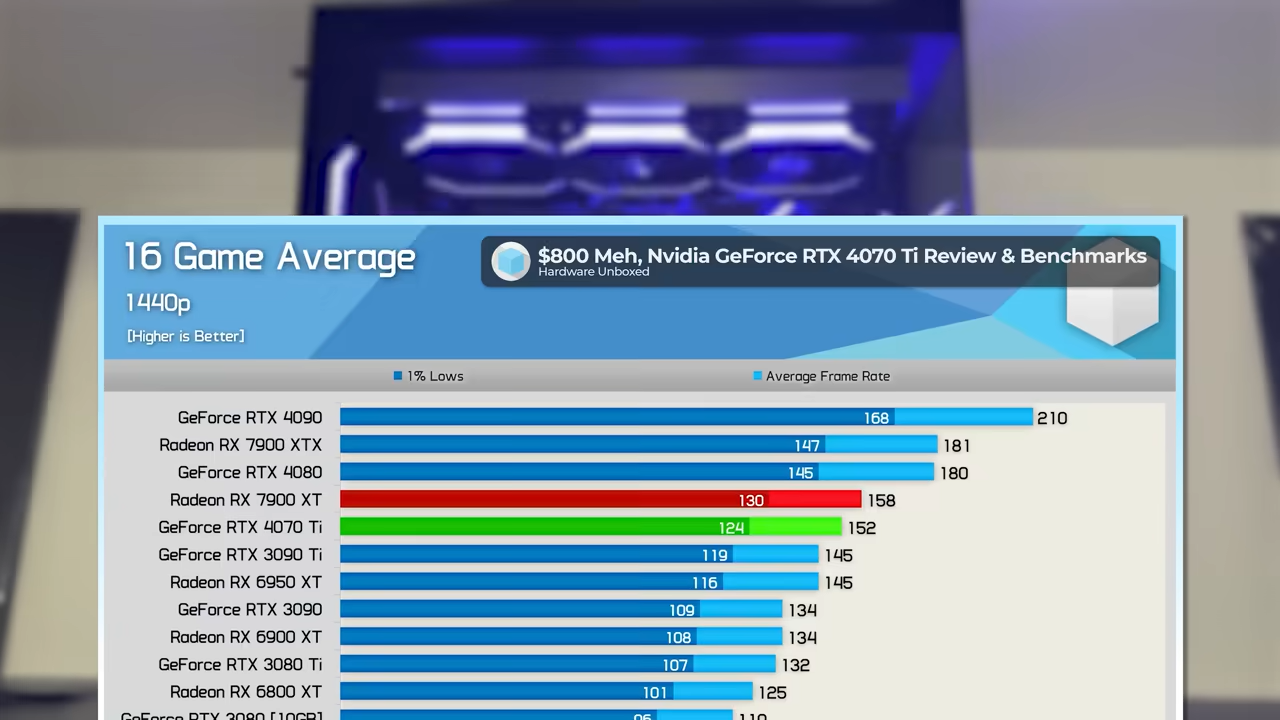 16 Game Average
$800 Meh, Nvidia GeForce RTX 4070 Ti Review & Benchmarks
Hardware Unboxed
1440p
[Higher is Better]
1% Lows Average Frame Rate
GeForce RTX 4090 168 210
Radeon RX 7900 XTX 147 181
GeForce RTX 4080 145 180
Radeon RX 7900 XT 130 158
GeForce RTX 4070 Ti 124 152
GeForce RTX 3090 Ti 119 145
Radeon RX 6950 XT 116 145
GeForce RTX 3090 109 134
Radeon RX 6900 XT 108 134
GeForce RTX 3080 Ti 107 132
Radeon RX 6800 XT 101 125
GeForce RTX 3080 [10GB]